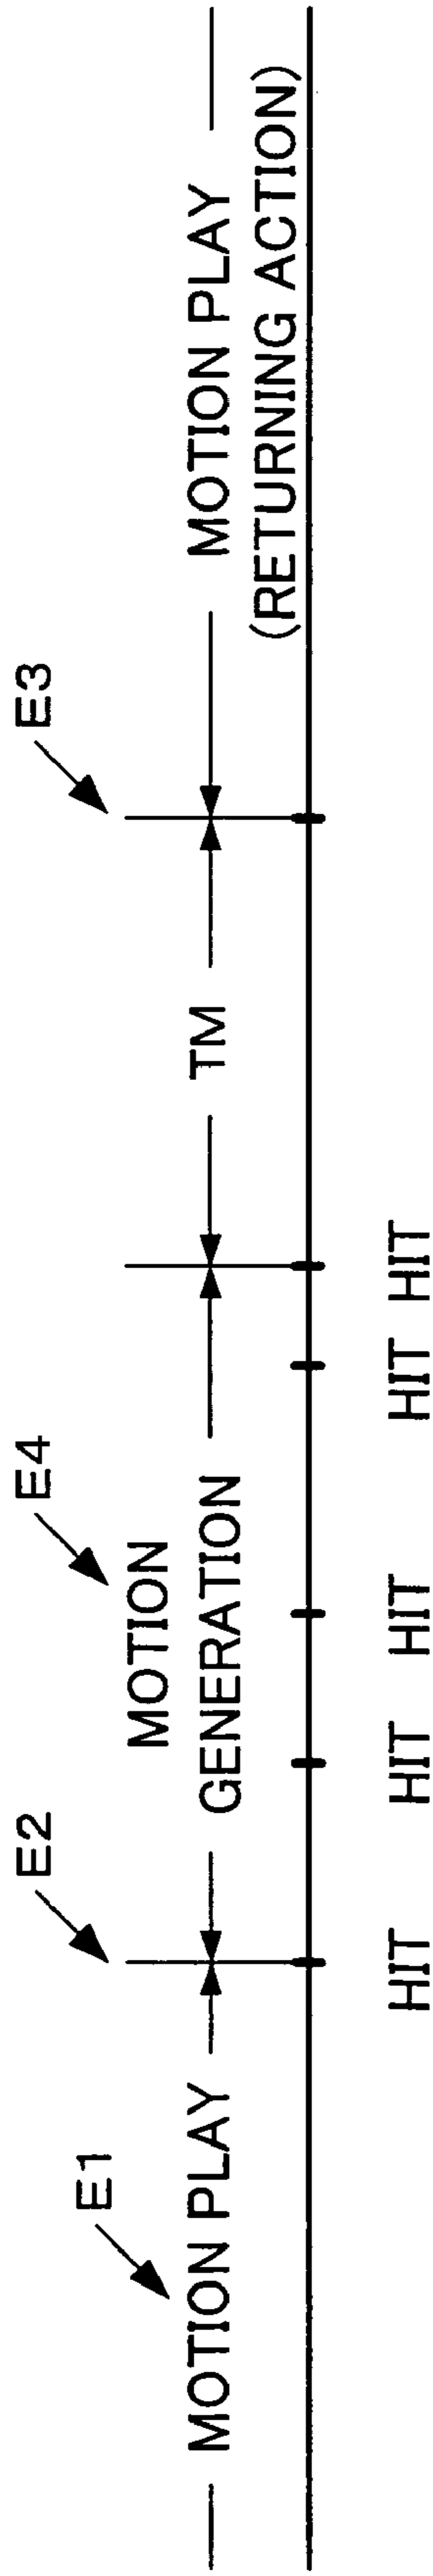 E1
E2
E4
E3
MOTION PLAY
MOTION
GENERATION
TM
MOTION PLAY
(RETURNING ACTION)
HIT HIT HIT HIT HIT